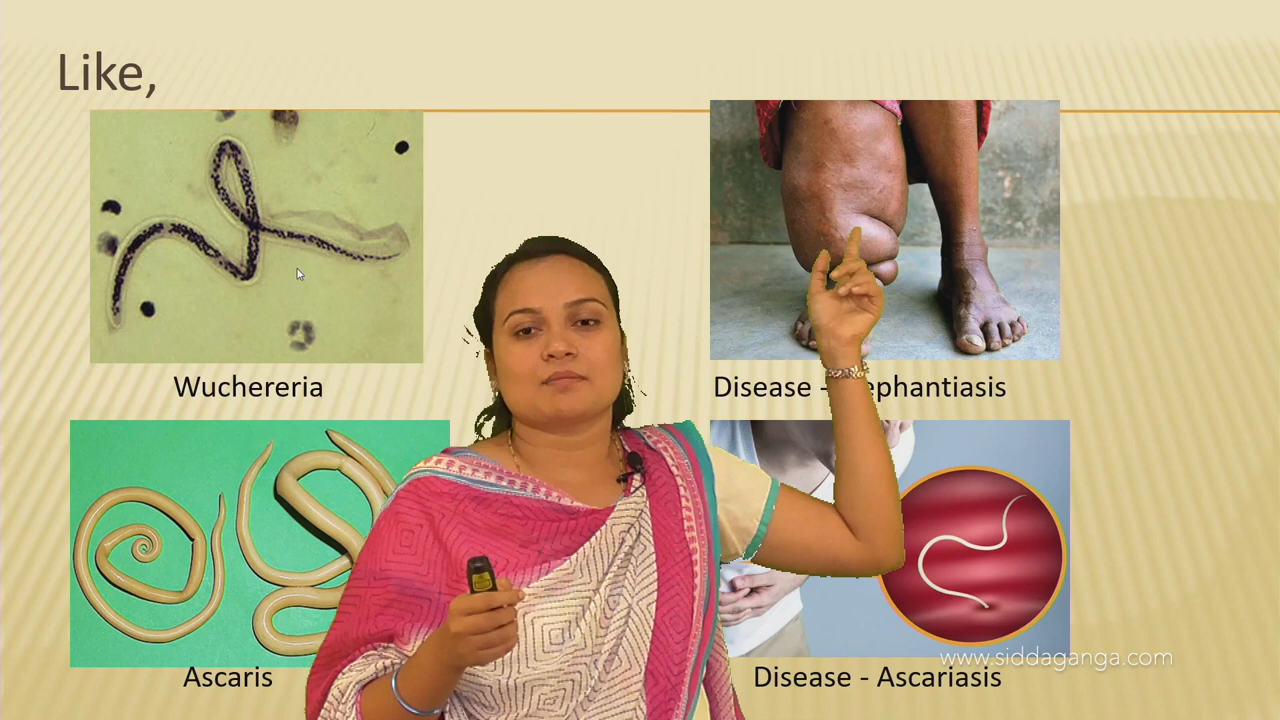 Like,
Wuchereria
Disease - ephantiasis
Ascaris
Disease - Ascariasis
www.siddaganga.com